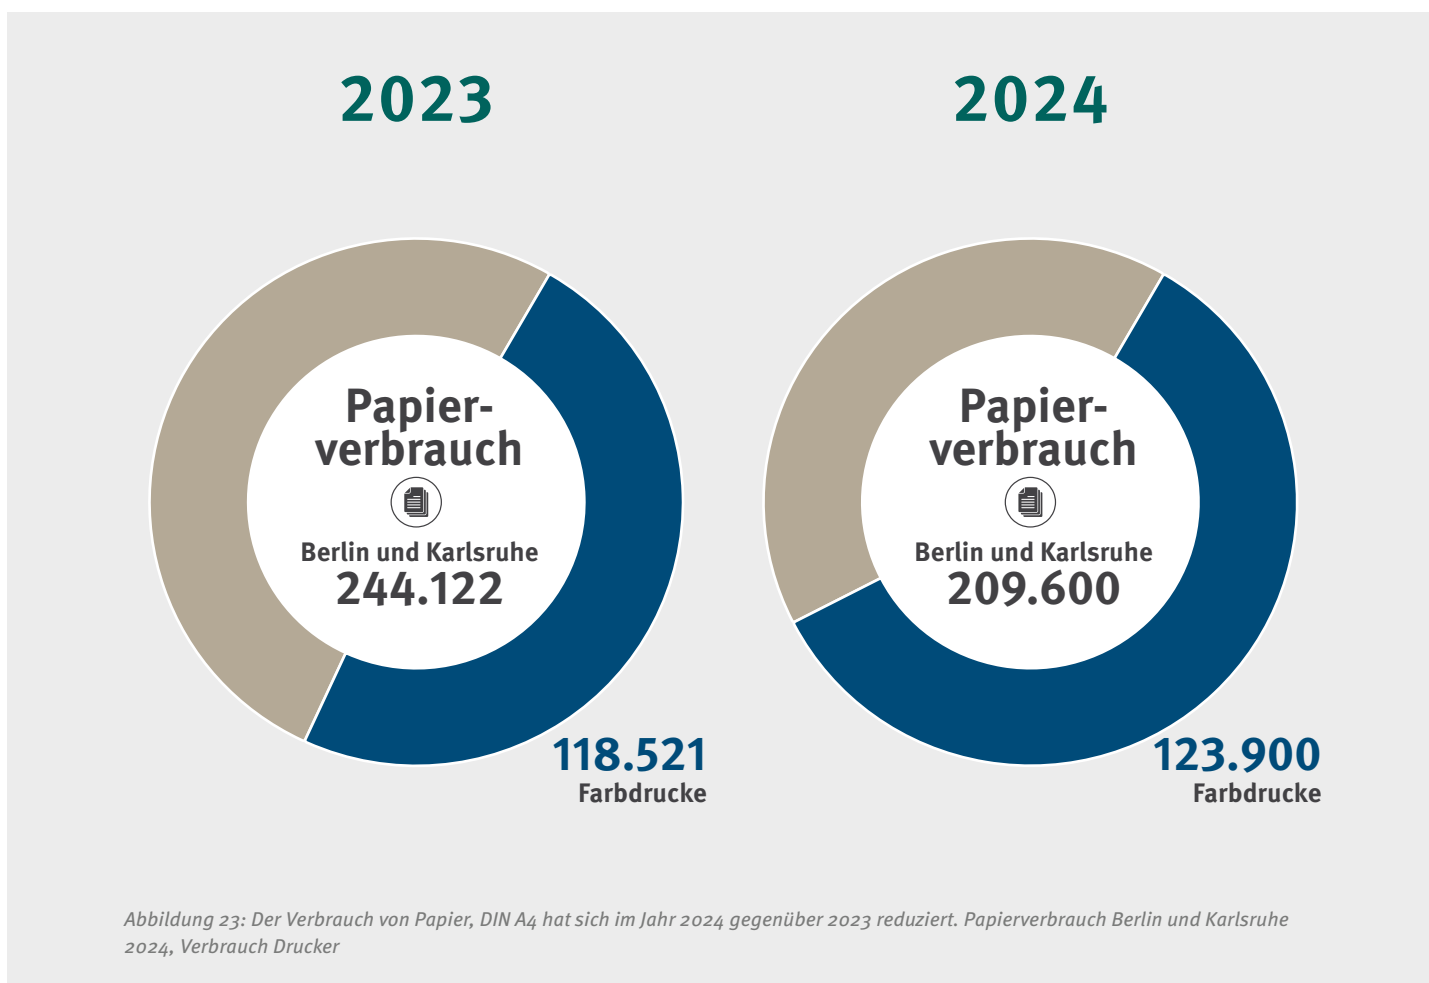 2023
2024
Papier-
verbrauch
Berlin und Karlsruhe
244.122
118.521
Farbdrucke
Papier-
verbrauch
Berlin und Karlsruhe
209.600
123.900
Farbdrucke
Abbildung 23: Der Verbrauch von Papier, DIN A4 hat sich im Jahr 2024 gegenüber 2023 reduziert. Papierverbrauch Berlin und Karlsruhe
2024, Verbrauch Drucker